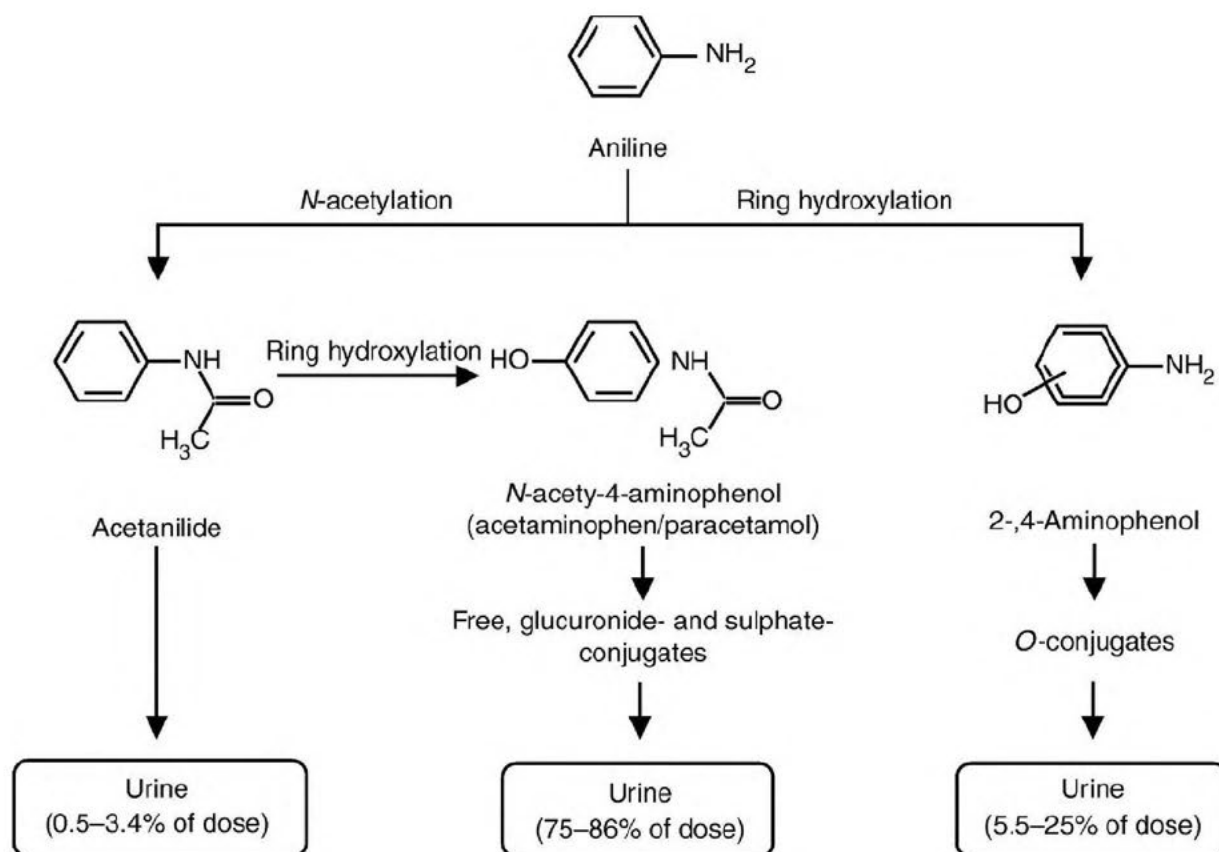 NH2
Aniline
N-acetylation
Ring hydroxylation
NH
O
H3C
Acetanilide
Ring hydroxylation
HO
NH
O
H3C
N-acety-4-aminophenol
(acetaminophen/paracetamol)
Free, glucuronide- and sulphate-
conjugates
HO
NH2
2-,4-Aminophenol
O-conjugates
Urine
(0.5–3.4% of dose)
Urine
(75–86% of dose)
Urine
(5.5–25% of dose)